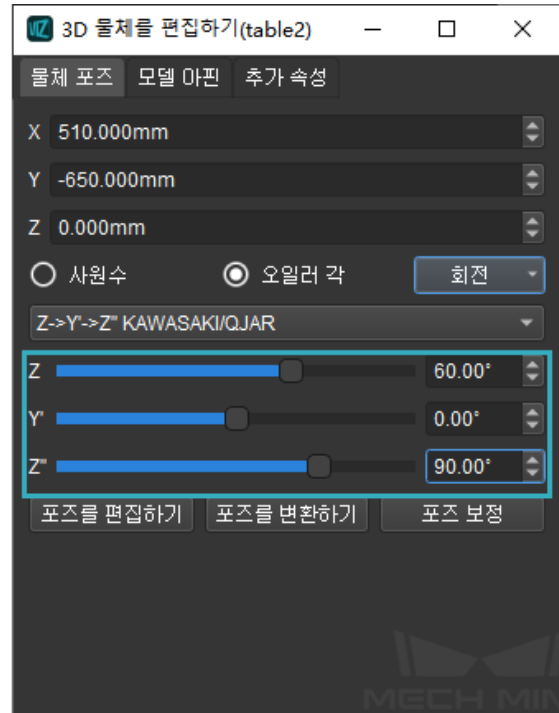 VIZ 3D 물체를 편집하기(table2)
물체 포즈 모델 아핀 추가 속성
X 510.000mm
Y -650.000mm
Z 0.000mm
사원수 오일러 각 회전
Z->Y'->Z'' KAWASAKI/QJAR
Z 60.00°
Y' 0.00°
Z'' 90.00°
포즈를 편집하기 포즈를 변환하기 포즈 보정
MECH MIN